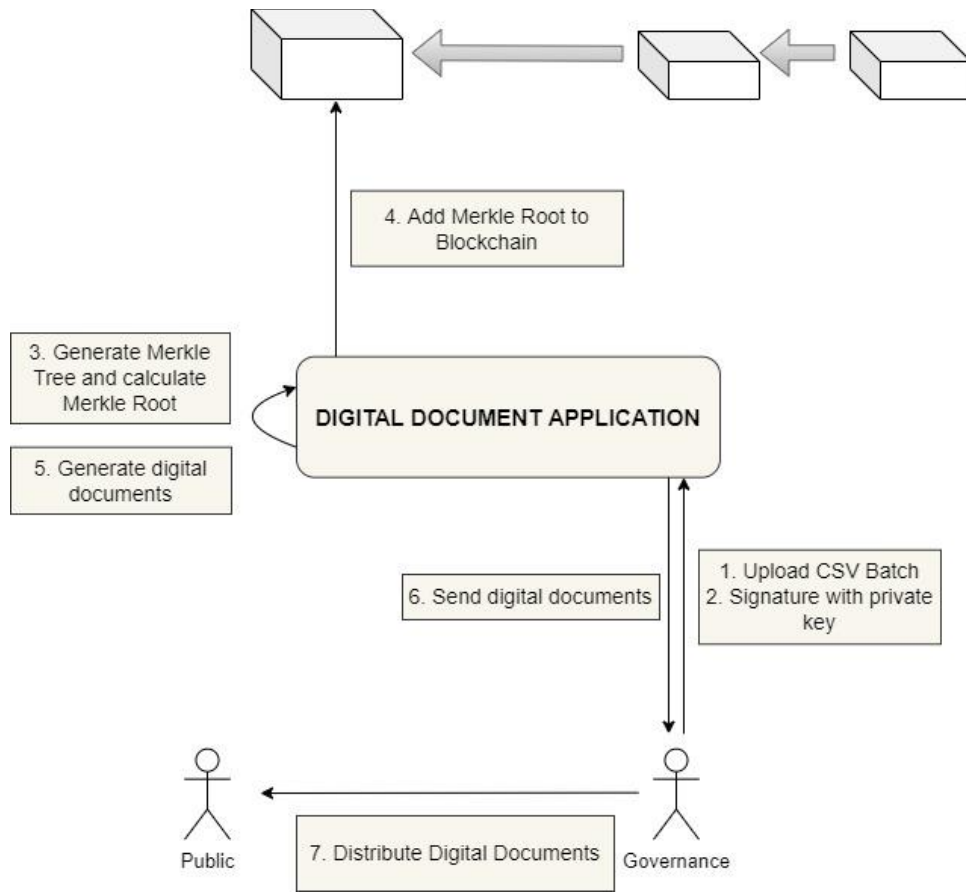 4. Add Merkle Root to
Blockchain
3. Generate Merkle
Tree and calculate
Merkle Root
DIGITAL DOCUMENT APPLICATION
5. Generate digital
documents
6. Send digital documents
1. Upload CSV Batch
2. Signature with private
key
Public
7. Distribute Digital Documents
Governance